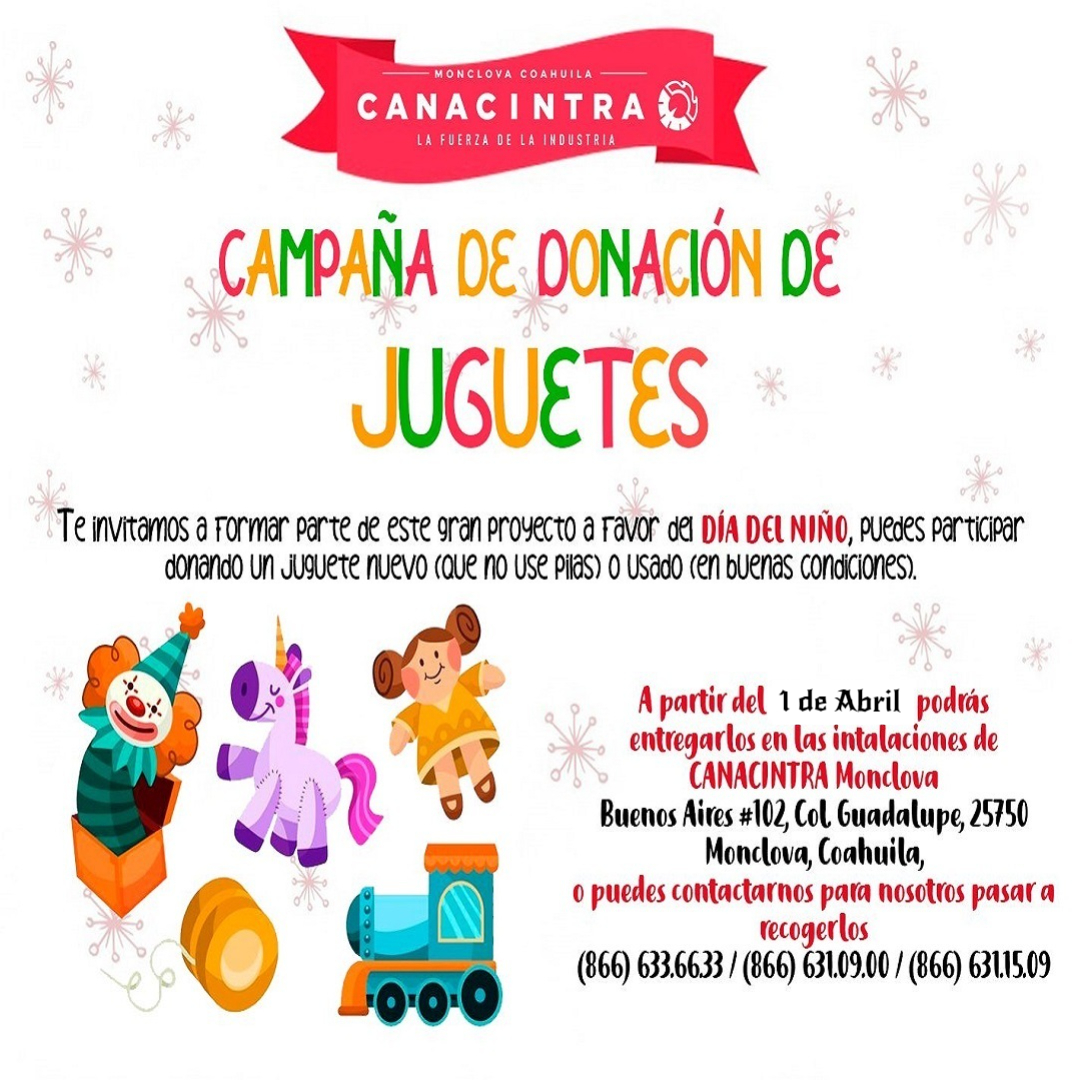 MONCLOVA COAHUILA
CANACINTRA
LA FUERZA DE LA INDUSTRIA
CAMPAÑA DE DONACIÓN DE
JUGUETES
Te invitamos a formar parte de este gran proyecto a favor del DÍA DEL NIÑO, puedes participar
donando un juguete nuevo (que no use pilas) o usado (en buenas condiciones).
A partir del 1 de Abril podrás
entregarlos en las intalaciones de
CANACINTRA Monclova
Buenos Aires #102, Col. Guadalupe, 25750
Monclova, Coahuila,
o puedes contactarnos para nosotros pasar a
recogerlos
(866) 633.66.33 / (866) 631.09.00 / (866) 631.15.09